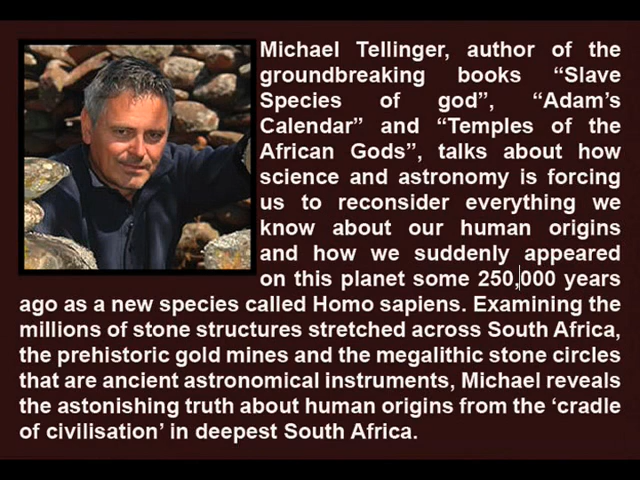 Michael Tellinger, author of the
groundbreaking books “Slave
Species of god”, “Adam’s
Calendar” and “Temples of the
African Gods”, talks about how
science and astronomy is forcing
us to reconsider everything we
know about our human origins
and how we suddenly appeared
on this planet some 250,000 years
ago as a new species called Homo sapiens. Examining the
millions of stone structures stretched across South Africa,
the prehistoric gold mines and the megalithic stone circles
that are ancient astronomical instruments, Michael reveals
the astonishing truth about human origins from the ‘cradle
of civilisation’ in deepest South Africa.